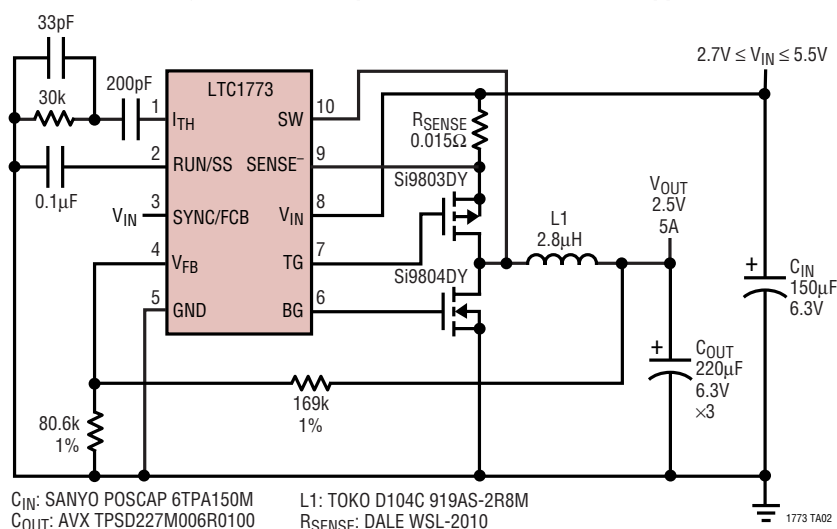 33pF
2.7V ≤ VIN ≤ 5.5V
200pF
LTC1773
30k
1
ITH
SW
10
RSENSE
0.015Ω
2
RUN/SS
SENSE–
9
0.1µF
Si9803DY
VIN
3
SYNC/FCB
VIN
8
VOUT
2.5V
5A
L1
2.8µH
4
VFB
TG
7
Si9804DY
+
CIN
150µF
6.3V
5
GND
BG
6
+
COUT
220µF
6.3V
×3
169k
1%
80.6k
1%
CIN: SANYO POSCAP 6TPA150M
L1: TOKO D104C 919AS-2R8M
COUT: AVX TPSD227M006R0100
RSENSE: DALE WSL-2010
1773 TA02